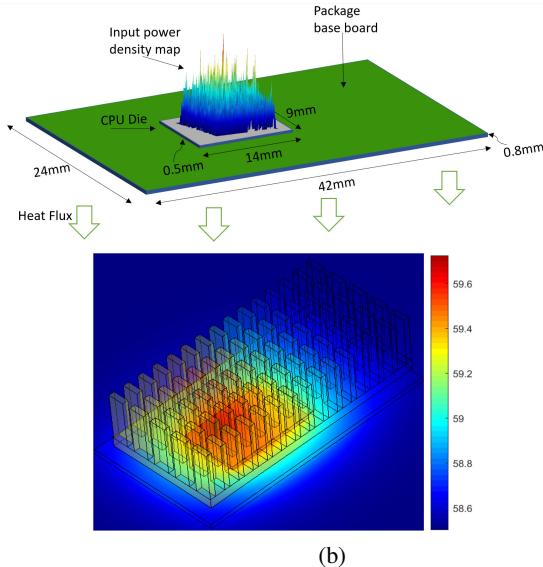 Package
base board
Input power
density map
CPU Die
9mm
0.5mm
14mm
24mm
42mm
0.8mm
Heat Flux
59.6
59.4
59.2
59
58.8
58.6
(b)